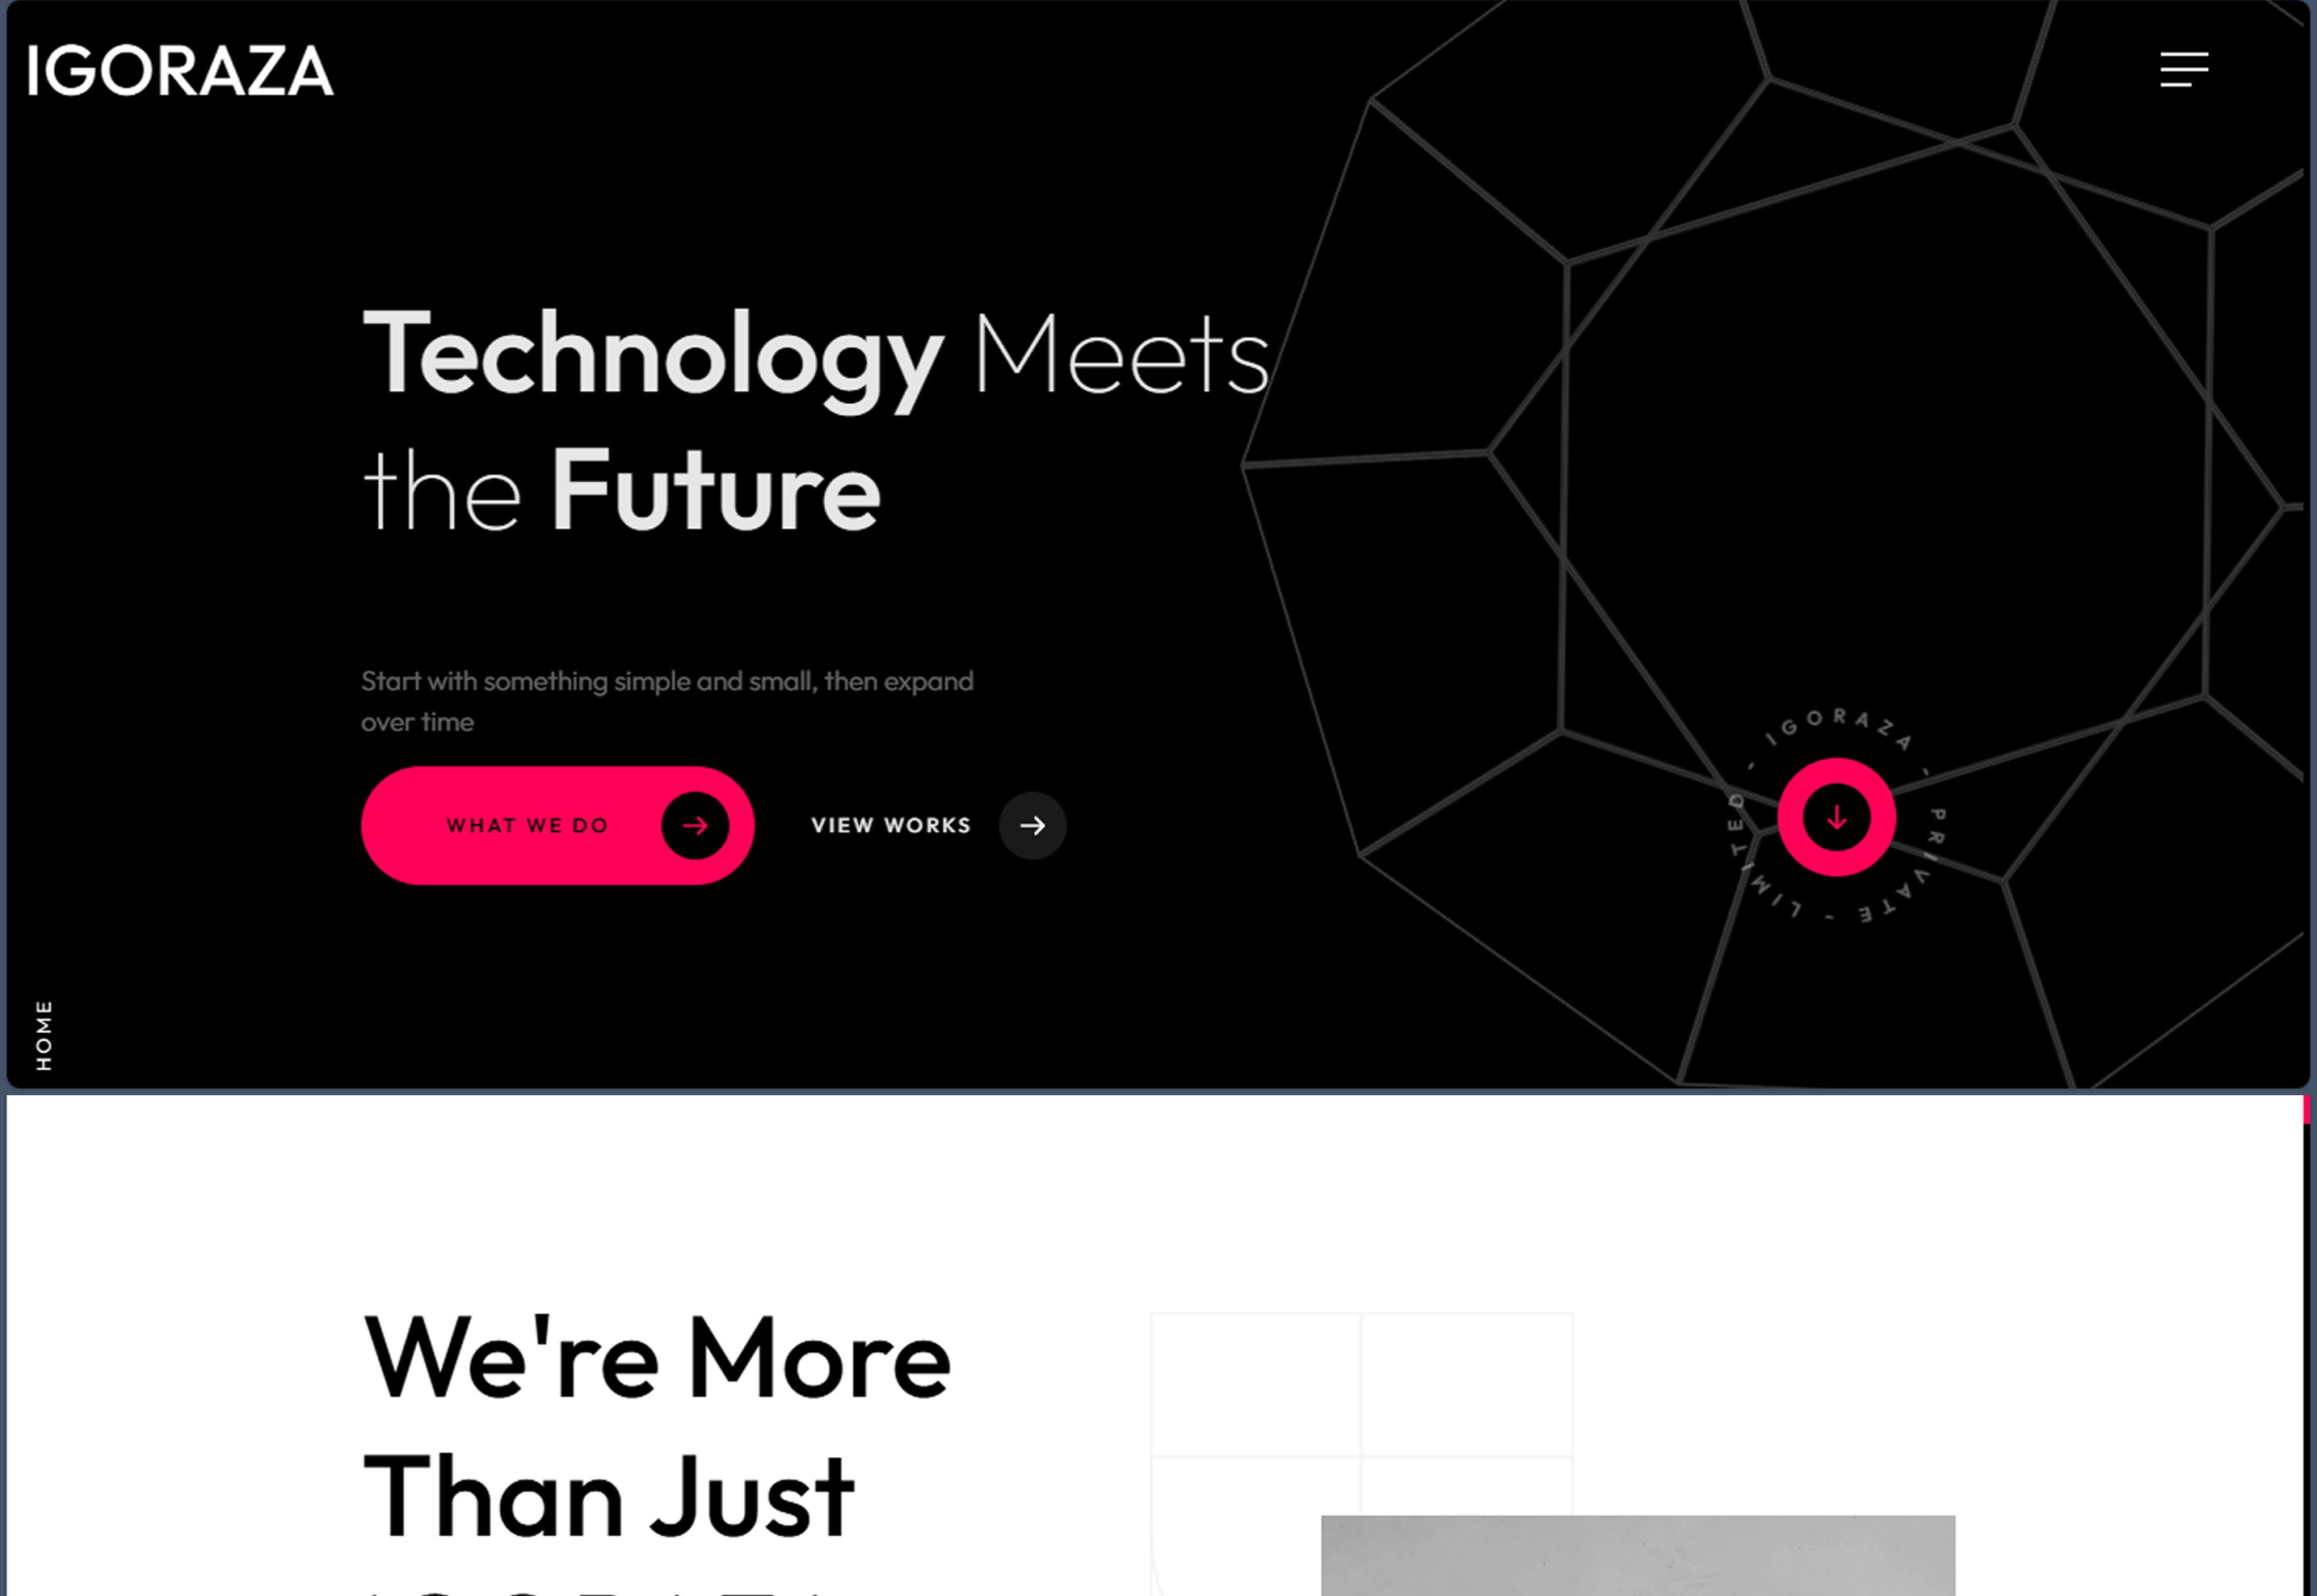 IGORAZA
Technology Meets
the Future
Start with something simple and small, then expand
over time
WHAT WE DO
VIEW WORKS
- IGORAZA - PRIVATE - LIMITED
HOME
We're More
Than Just